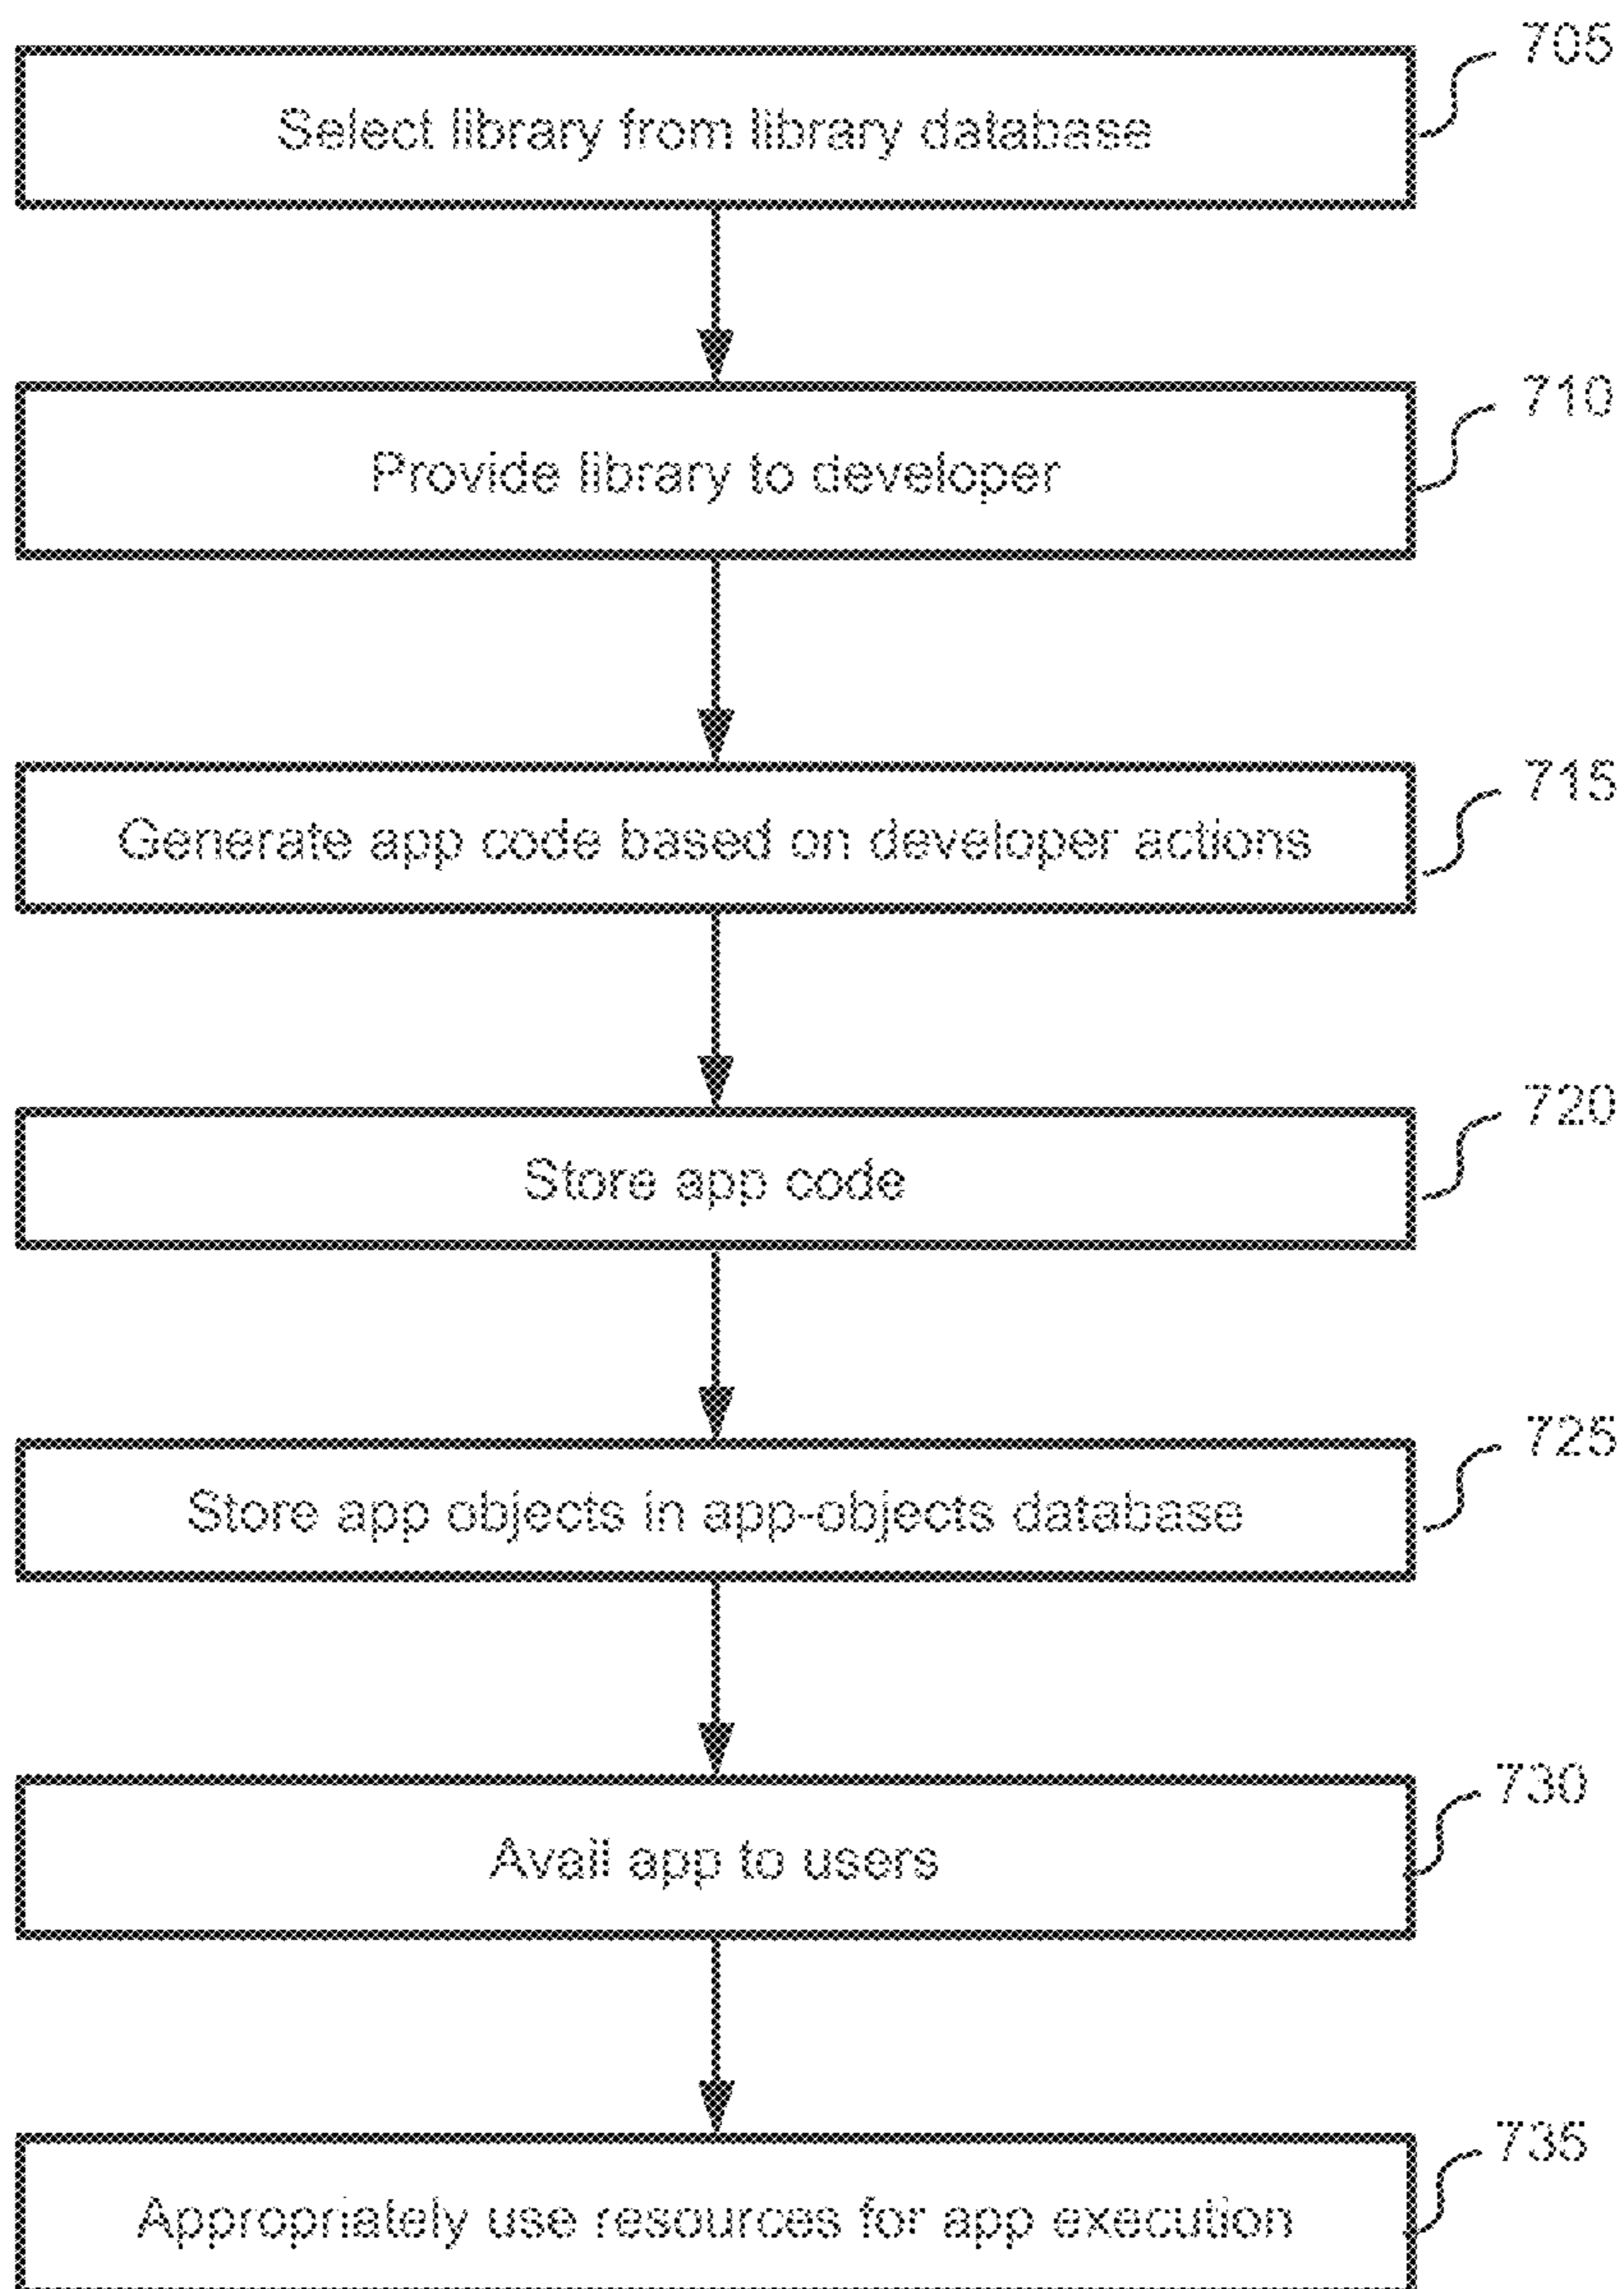 705
Select library from library database
710
Provide library to developer
715
Generate app code based on developer actions
720
Store app code
725
Store app objects in app-objects database
730
Avail app to users
735
Appropriately use resources for app execution